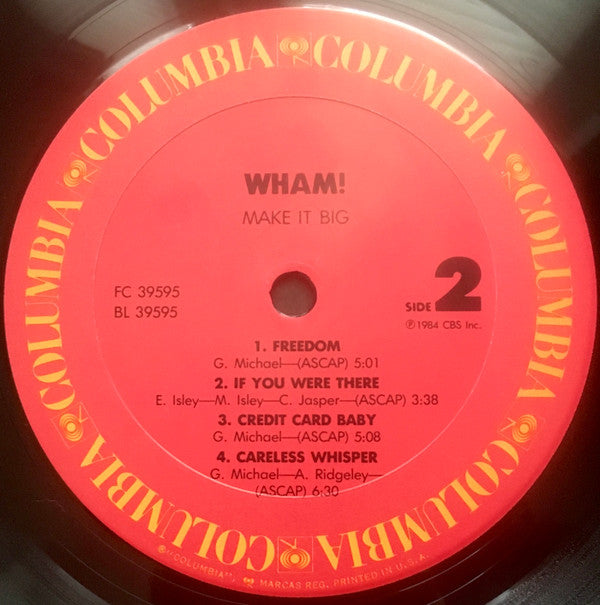 COLUMBIA COLUMBIA COLUMBIA COLUMBIA COLUMBIA COLUMBIA
WHAM!
MAKE IT BIG
FC 39595
BL 39595
SIDE 2
℗1984 CBS Inc.
1. FREEDOM
G. Michael—(ASCAP) 5:01
2. IF YOU WERE THERE
E. Isley—M. Isley—C. Jasper—(ASCAP) 3:38
3. CREDIT CARD BABY
G. Michael—(ASCAP) 5:08
4. CARELESS WHISPER
G. Michael—A. Ridgeley—
(ASCAP) 6:30
® "COLUMBIA", MARCAS REG. PRINTED IN U.S.A.